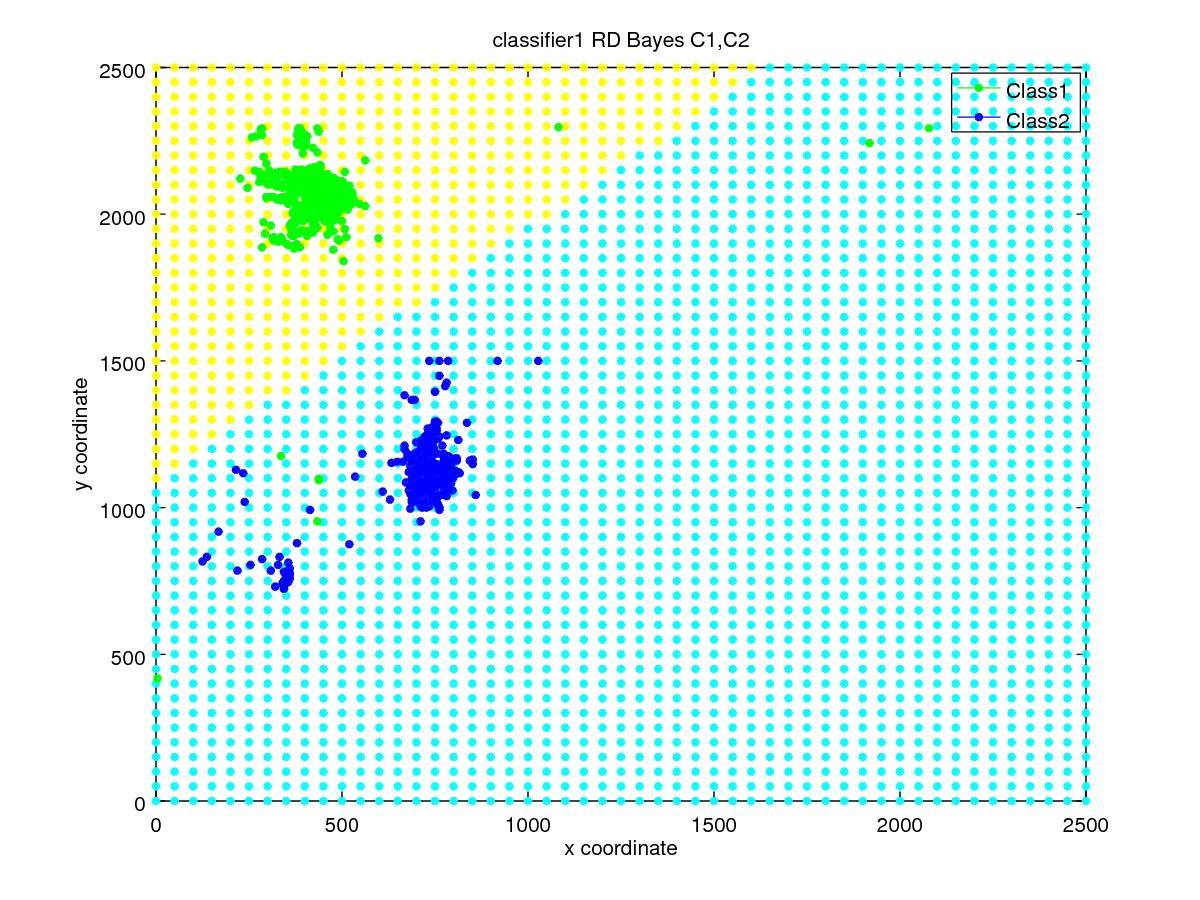 classifier1 RD Bayes C1,C2
Class1
Class2
2500
2000
1500
1000
500
0
y coordinate
0 500 1000 1500 2000 2500
x coordinate